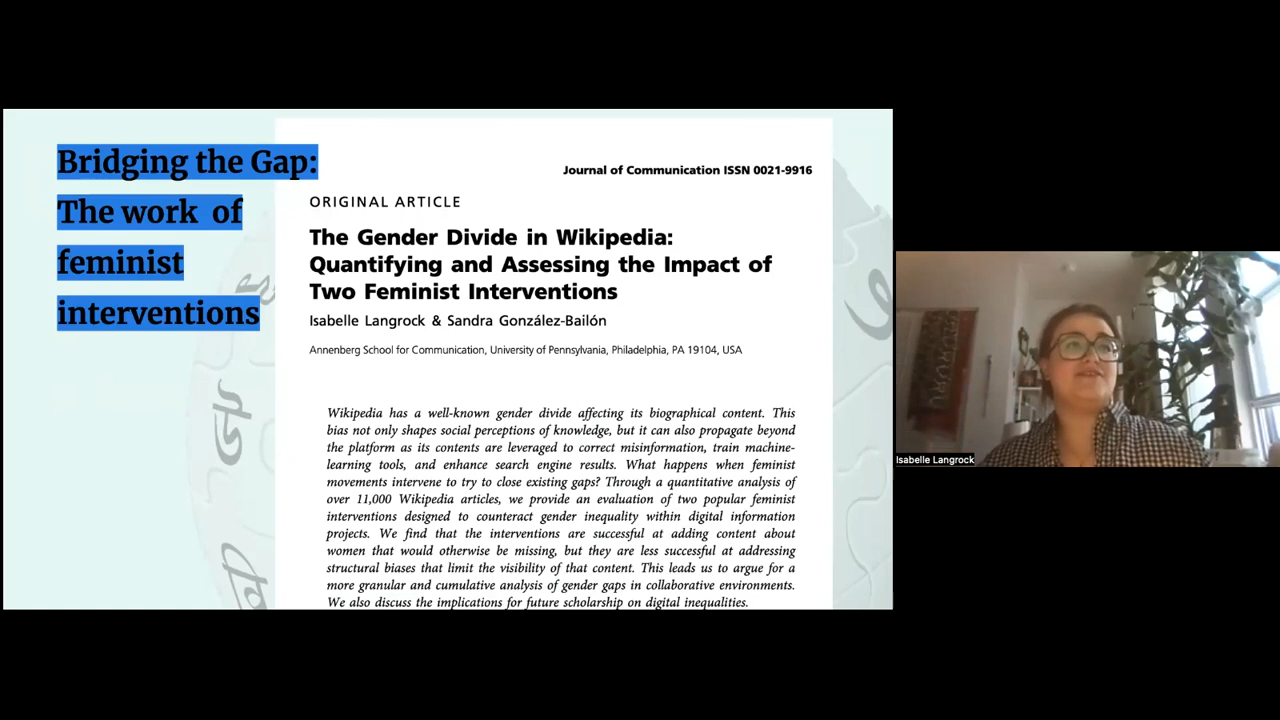 Bridging the Gap:
The work of
feminist
interventions
Journal of Communication ISSN 0021-9916
ORIGINAL ARTICLE
The Gender Divide in Wikipedia:
Quantifying and Assessing the Impact of
Two Feminist Interventions
Isabelle Langrock & Sandra González-Bailón
Annenberg School for Communication, University of Pennsylvania, Philadelphia, PA 19104, USA
Wikipedia has a well-known gender divide affecting its biographical content. This
bias not only shapes social perceptions of knowledge, but it can also propagate beyond
the platform as its contents are leveraged to correct misinformation, train machine-
learning tools, and enhance search engine results. What happens when feminist
movements intervene to try to close existing gaps? Through a quantitative analysis of
over 11,000 Wikipedia articles, we provide an evaluation of two popular feminist
interventions designed to counteract gender inequality within digital information
projects. We find that the interventions are successful at adding content about
women that would otherwise be missing, but they are less successful at addressing
structural biases that limit the visibility of that content. This leads us to argue for a
more granular and cumulative analysis of gender gaps in collaborative environments.
We also discuss the implications for future scholarship on digital inequalities.
Isabelle Langrock